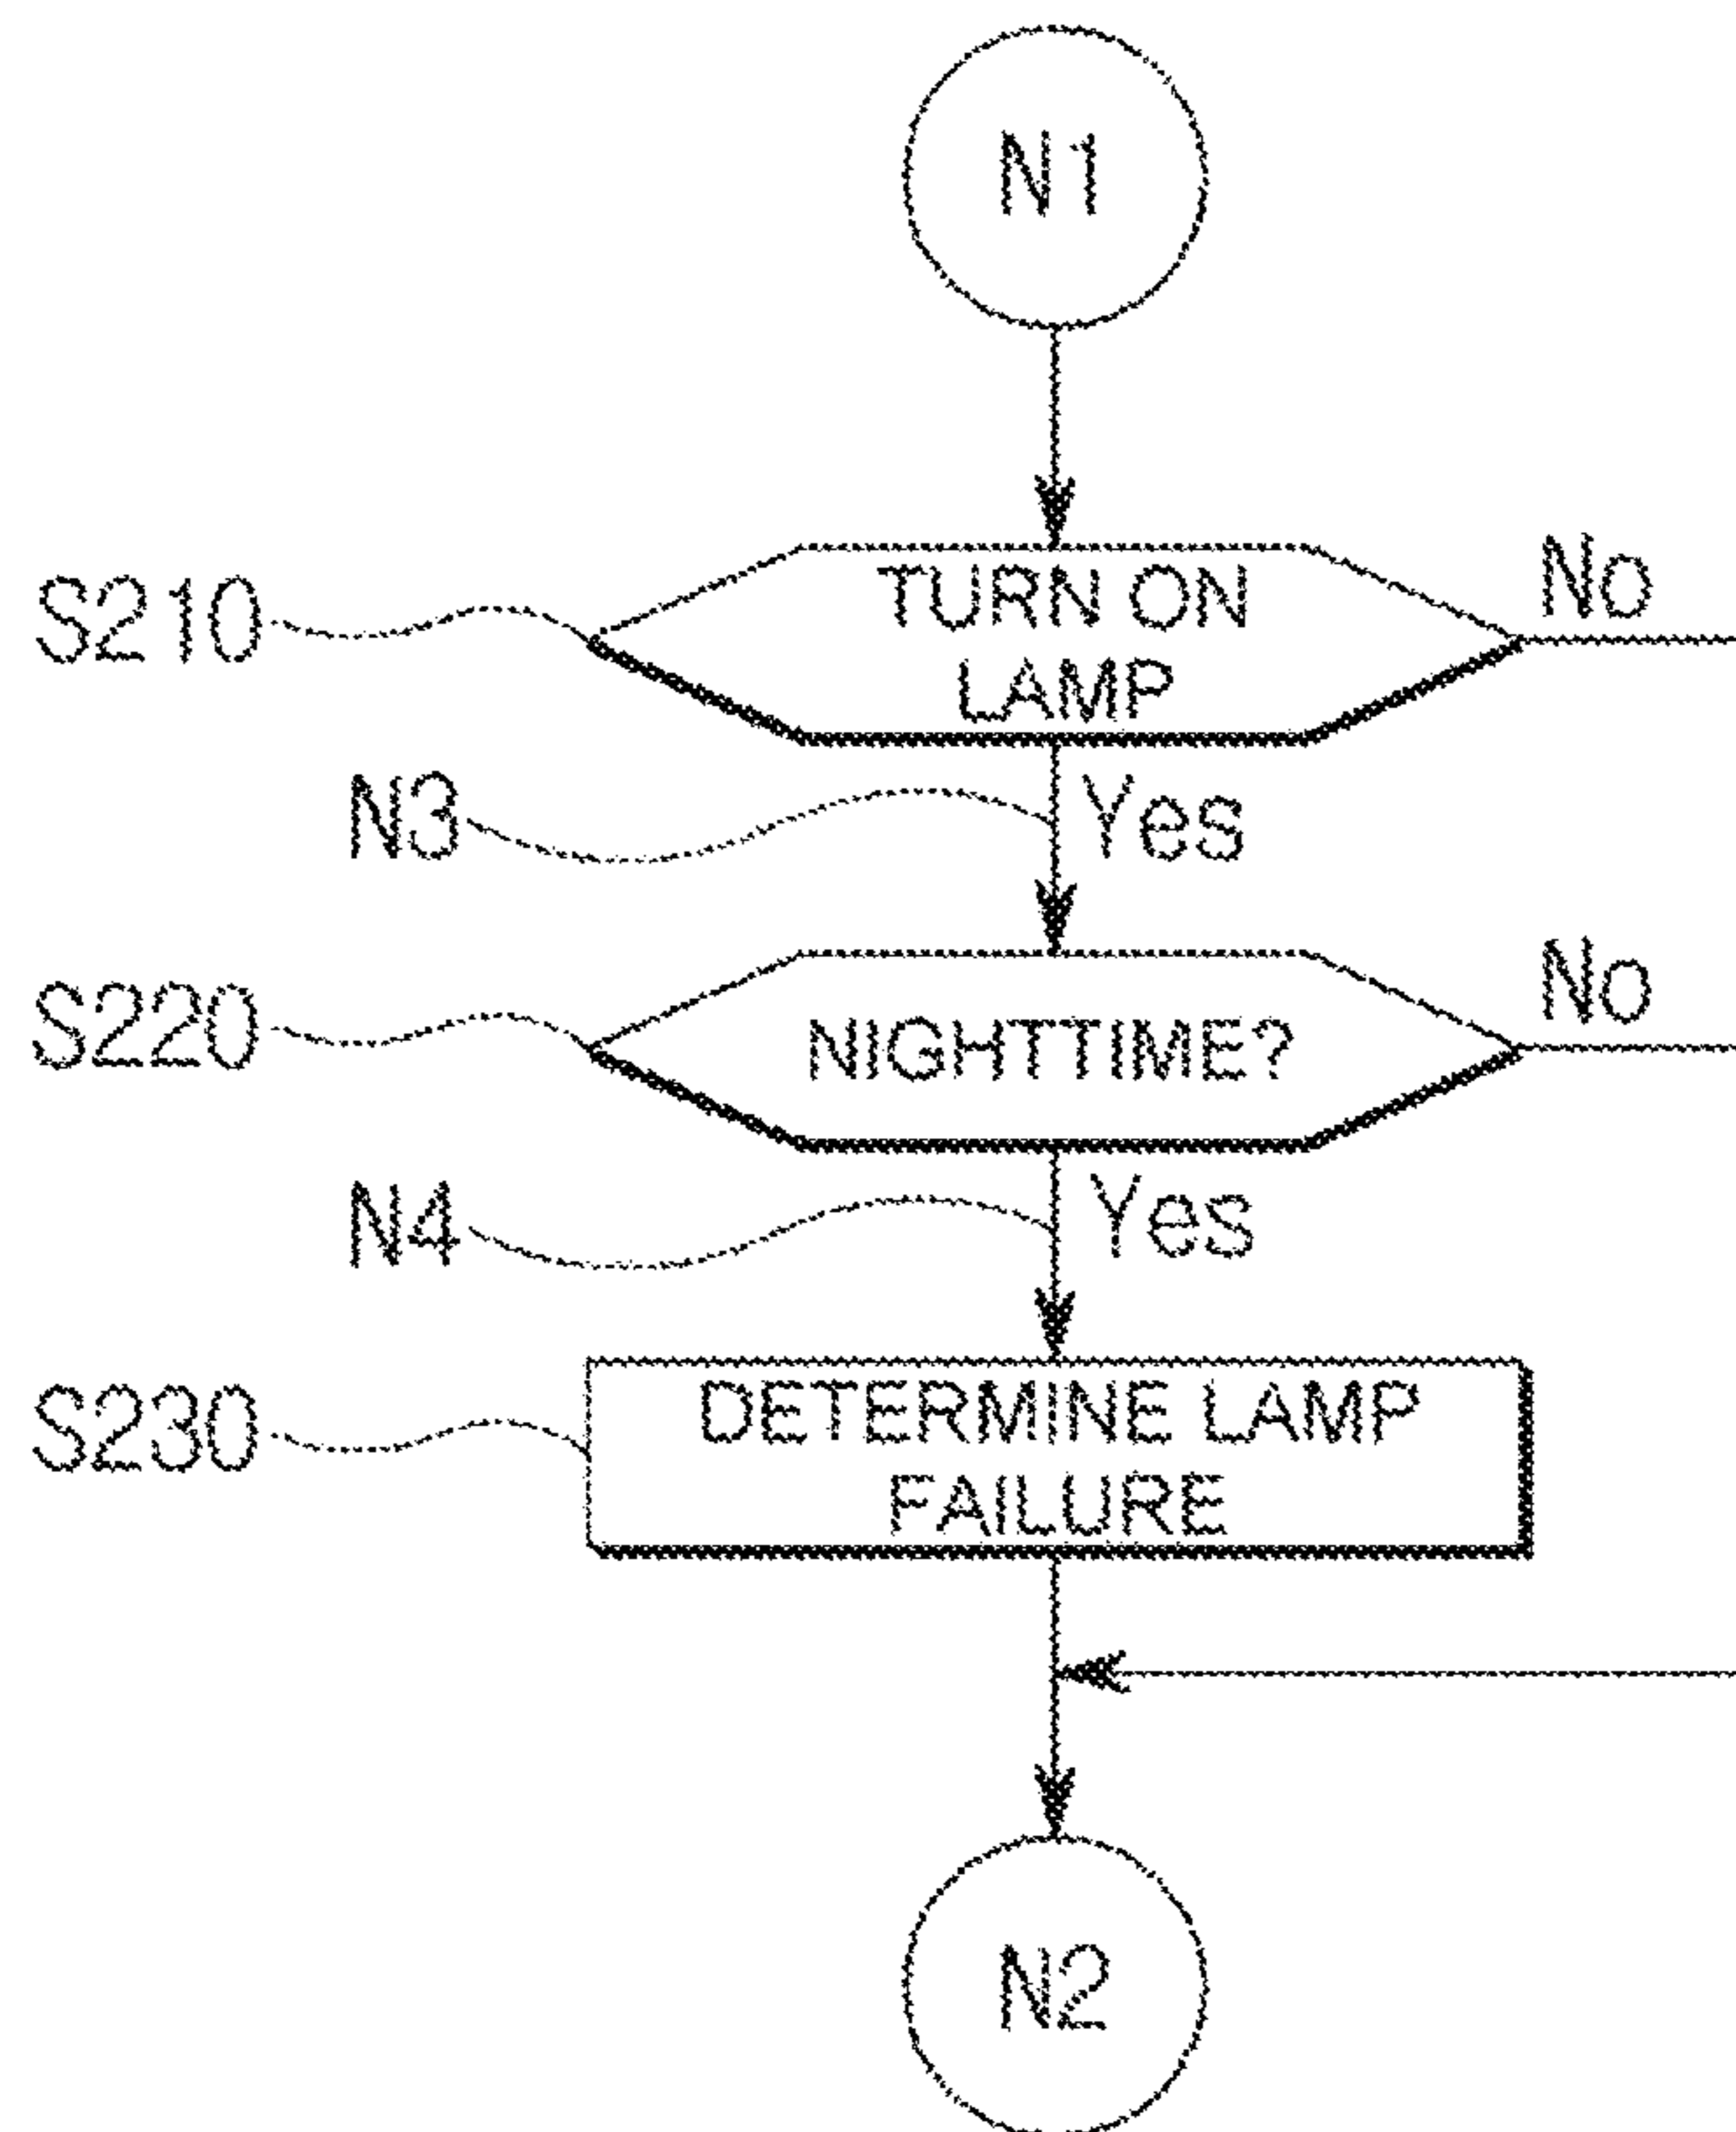 N1
S210
TURN ON
LAMP
No
N3
Yes
S220
NIGHTTIME?
No
N4
Yes
S230
DETERMINE LAMP
FAILURE
N2